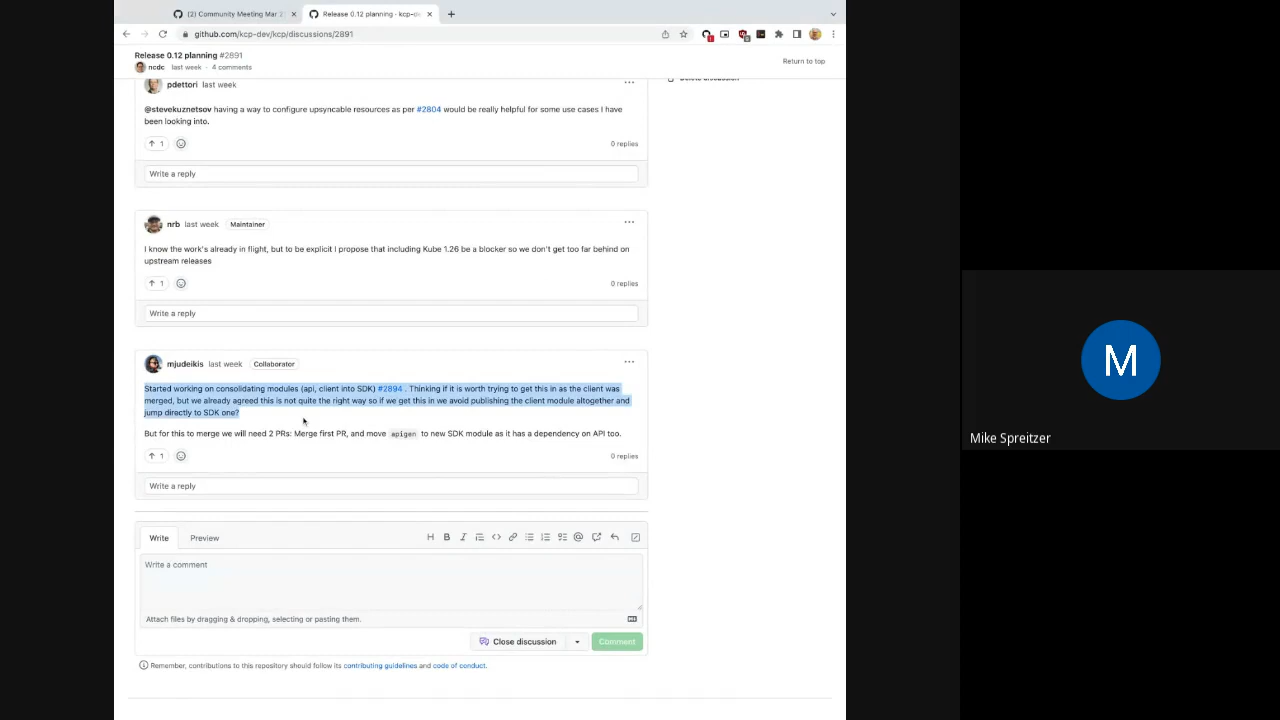 (2) Community Meeting Mar 2
Release 0.12 planning · kcp-de
github.com/kcp-dev/kcp/discussions/2891
Release 0.12 planning #2891
ncdc last week · 4 comments
Return to top
pdettori last week
@stevekuznetsov having a way to configure upsyncable resources as per #2804 would be really helpful for some use cases I have
been looking into.
↑ 1
0 replies
Write a reply
nrb last week Maintainer
I know the work's already in flight, but to be explicit I propose that including Kube 1.26 be a blocker so we don't get too far behind on
upstream releases
↑ 1
0 replies
Write a reply
mjudeikis last week Collaborator
Started working on consolidating modules (api, client into SDK) #2894 . Thinking if it is worth trying to get this in as the client was
merged, but we already agreed this is not quite the right way so if we get this in we avoid publishing the client module altogether and
jump directly to SDK one?
But for this to merge we will need 2 PRs: Merge first PR, and move apigen to new SDK module as it has a dependency on API too.
↑ 1
0 replies
Write a reply
Write Preview
Write a comment
Attach files by dragging & dropping, selecting or pasting them.
Close discussion
Comment
Remember, contributions to this repository should follow its contributing guidelines and code of conduct.
M
Mike Spreitzer